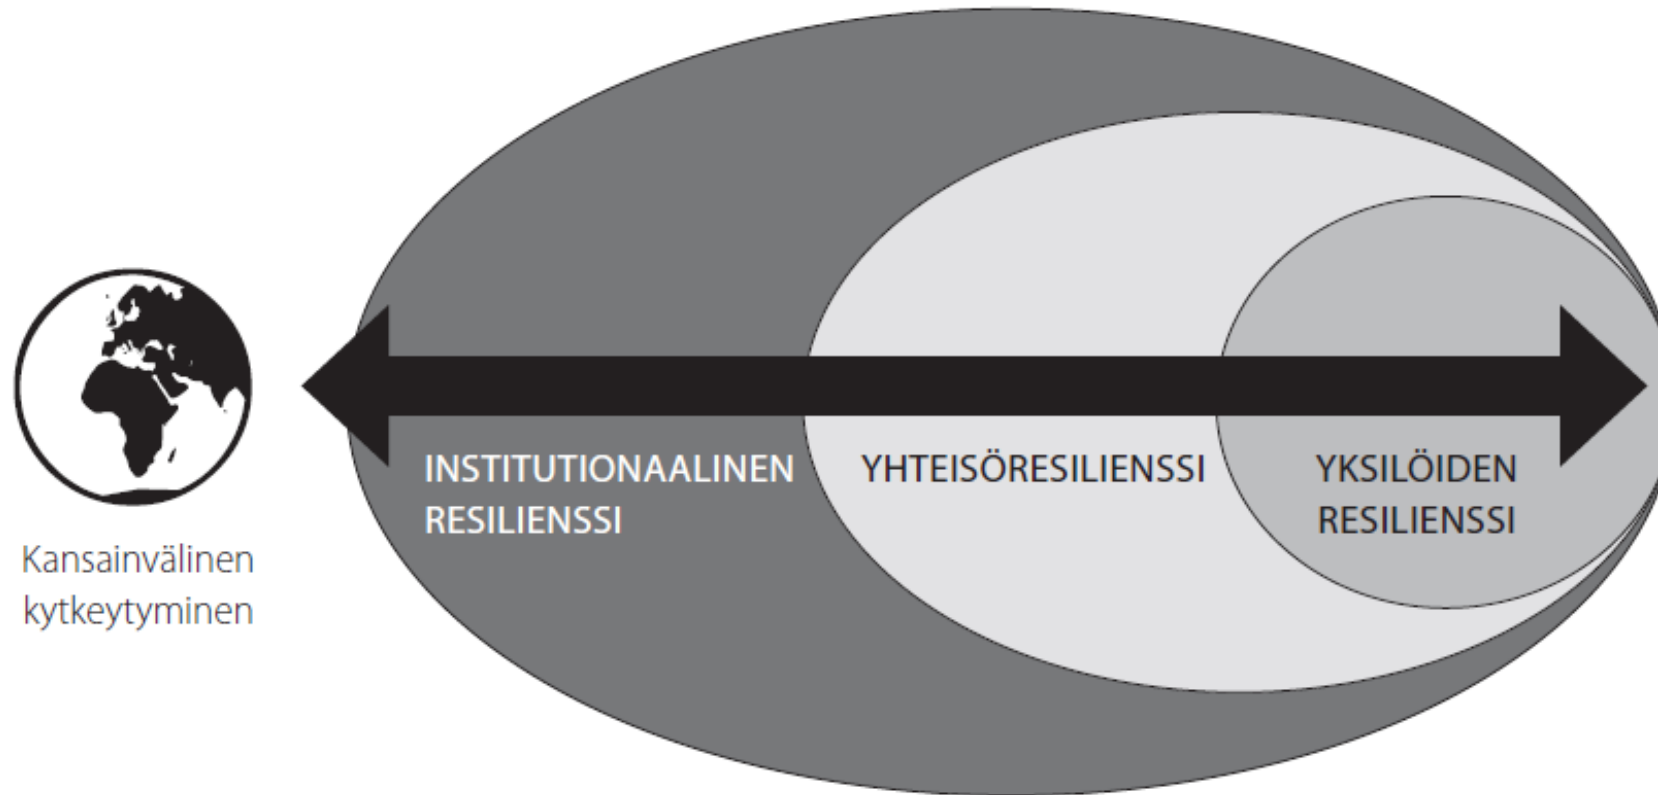 Kansainvälinen
kytkeytyminen
INSTITUTIONAALINEN
RESILIENSSI
YHTEISÖRESILIENSSI
YKSILÖIDEN
RESILIENSSI